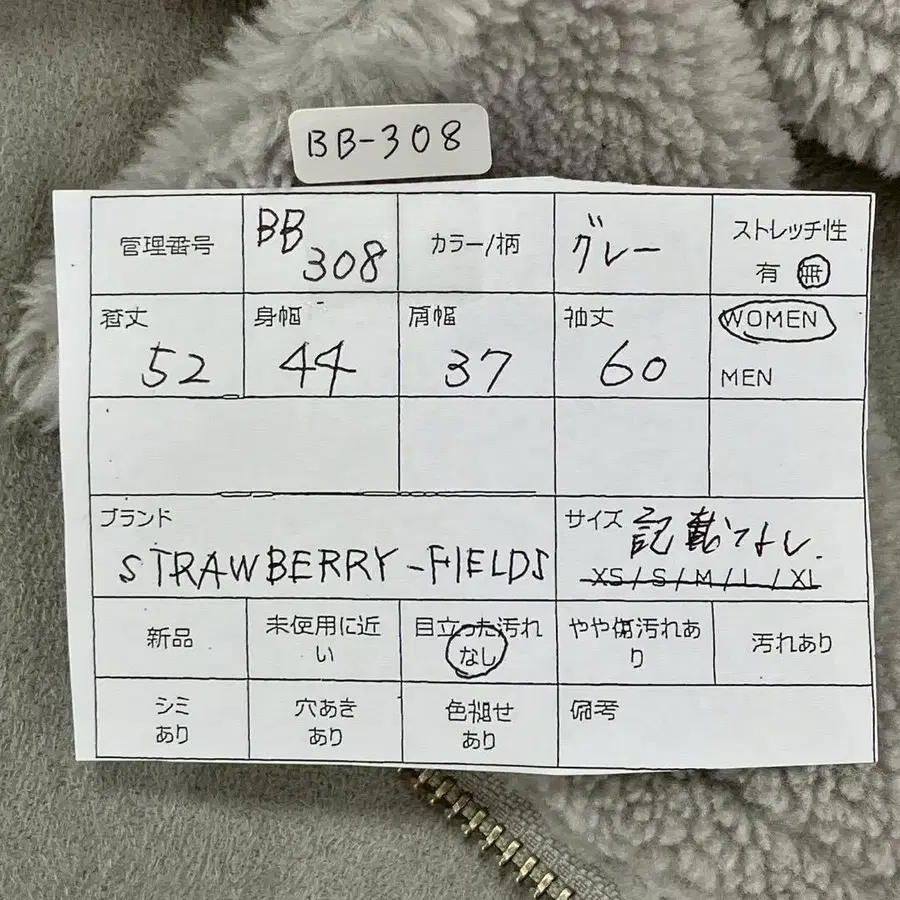 BB-308
管理番号
BB
308
カラー/柄
グレー
ストレッチ性
有 無
着丈
52
身幅
44
肩幅
37
袖丈
60
WOMEN
MEN
ブランド
STRAWBERRY-FIELDS
サイズ
記載なし.
XS/S/M/L/XL
新品
未使用に近
い
目立った汚れ
なし
やや傷汚れあ
り
汚れあり
シミ
あり
穴あき
あり
色褪せ
あり
備考